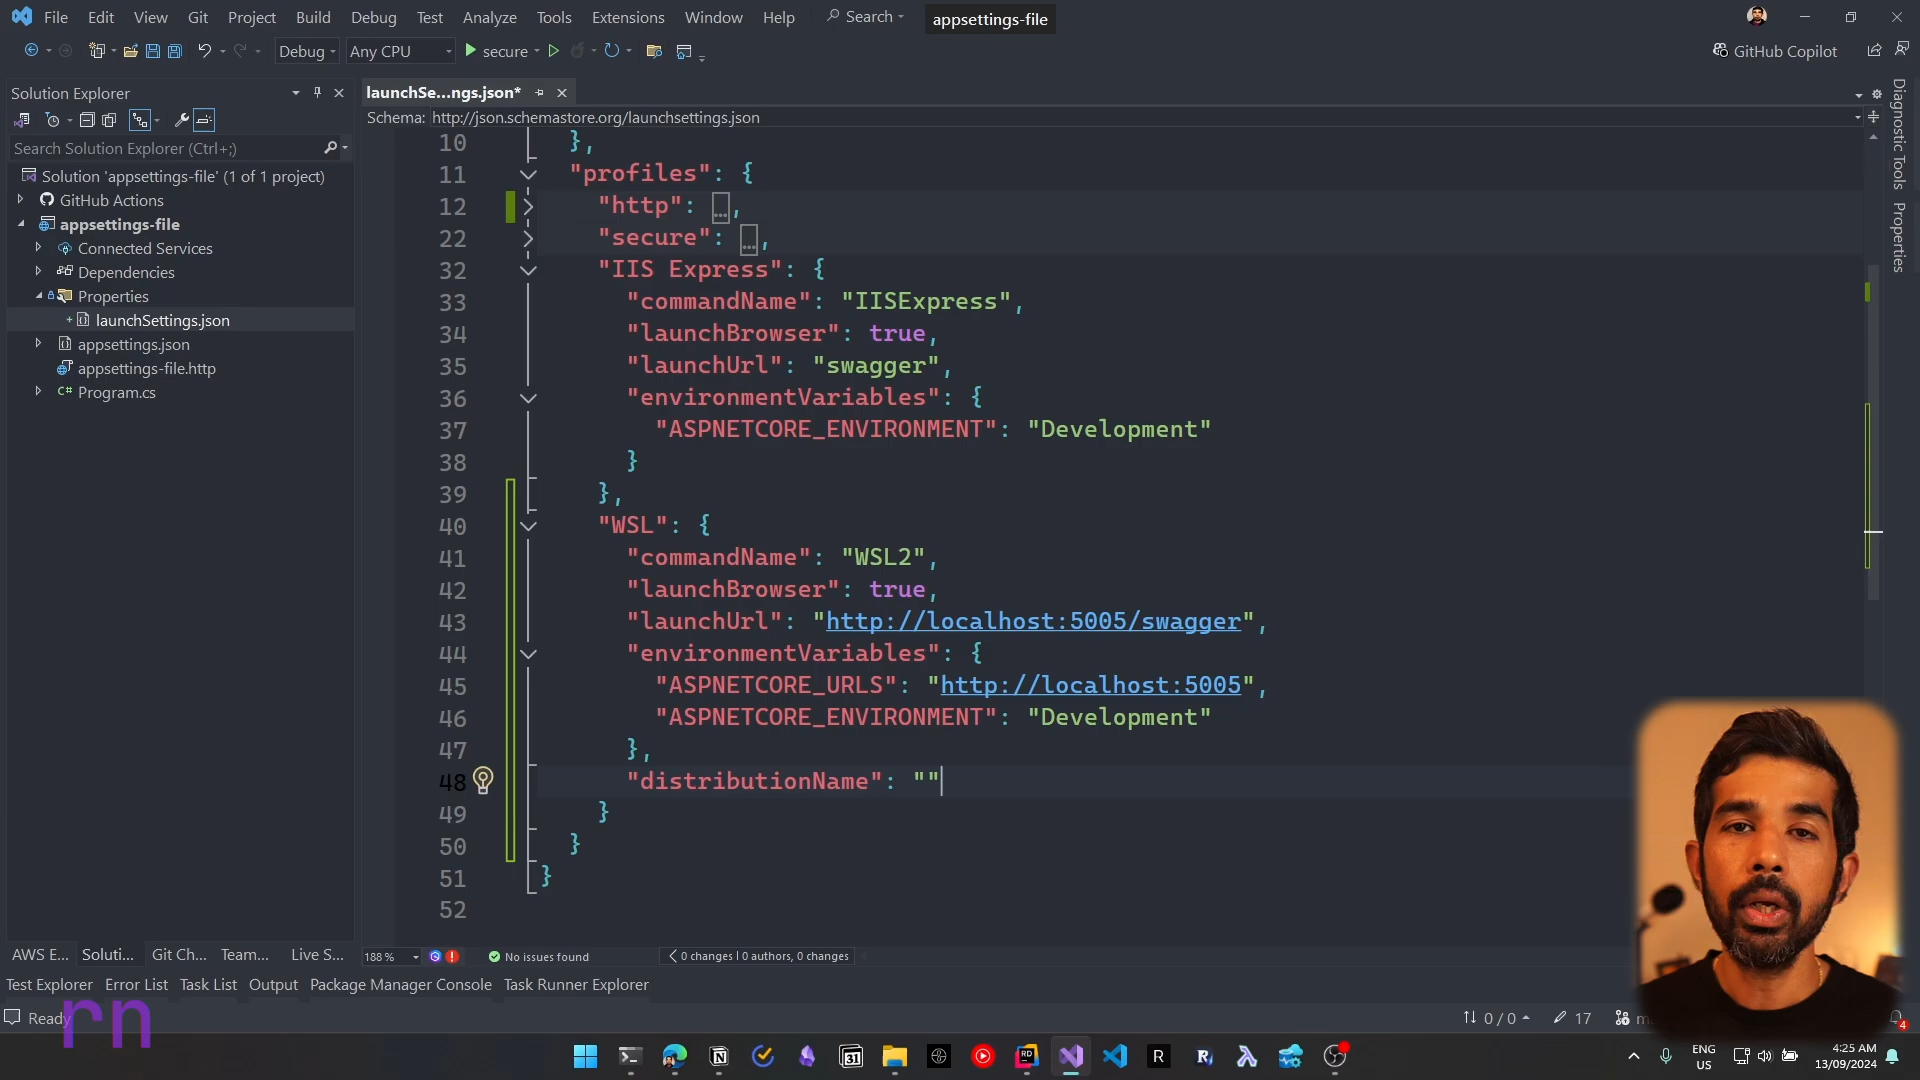 File Edit View Git Project Build Debug Test Analyze Tools Extensions Window Help Search appsettings-file
Debug Any CPU secure GitHub Copilot
Solution Explorer
launchSe...ngs.json*
Schema: http://json.schemastore.org/launchsettings.json
Search Solution Explorer (Ctrl+;)
Solution 'appsettings-file' (1 of 1 project)
GitHub Actions
appsettings-file
Connected Services
Dependencies
Properties
launchSettings.json
appsettings.json
appsettings-file.http
Program.cs
10 },
11 "profiles": {
12 "http": ...,
22 "secure": ...,
32 "IIS Express": {
33 "commandName": "IISExpress",
34 "launchBrowser": true,
35 "launchUrl": "swagger",
36 "environmentVariables": {
37 "ASPNETCORE_ENVIRONMENT": "Development"
38 }
39 },
40 "WSL": {
41 "commandName": "WSL2",
42 "launchBrowser": true,
43 "launchUrl": "http://localhost:5005/swagger",
44 "environmentVariables": {
45 "ASPNETCORE_URLS": "http://localhost:5005",
46 "ASPNETCORE_ENVIRONMENT": "Development"
47 },
48 "distributionName": ""
49 }
50 }
51 }
52
Diagnostic Tools
Properties
AWS E... Soluti... Git Ch... Team... Live S...
188 % No issues found 0 changes | 0 authors, 0 changes
Test Explorer Error List Task List Output Package Manager Console Task Runner Explorer
Ready
rn
0 / 0 17
4
31
RD
R
ENG
US
4:25 AM
13/09/2024